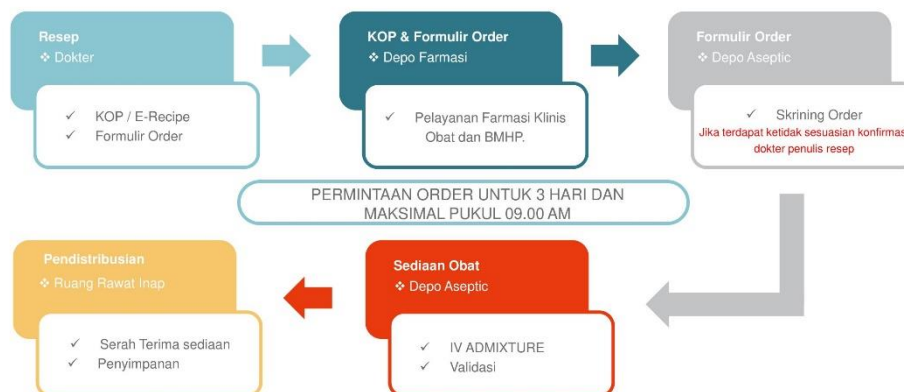 Resep
❖ Dokter
✓ KOP / E-Recipe
✓ Formulir Order
KOP & Formulir Order
❖ Depo Farmasi
✓ Pelayanan Farmasi Klinis
Obat dan BMHP.
Formulir Order
❖ Depo Aseptic
✓ Skrining Order
Jika terdapat ketidak sesuaian konfirmasi
dokter penulis resep
PERMINTAAN ORDER UNTUK 3 HARI DAN
MAKSIMAL PUKUL 09.00 AM
Pendistribusian
❖ Ruang Rawat Inap
✓ Serah Terima sediaan
✓ Penyimpanan
Sediaan Obat
❖ Depo Aseptic
✓ IV ADMIXTURE
✓ Validasi